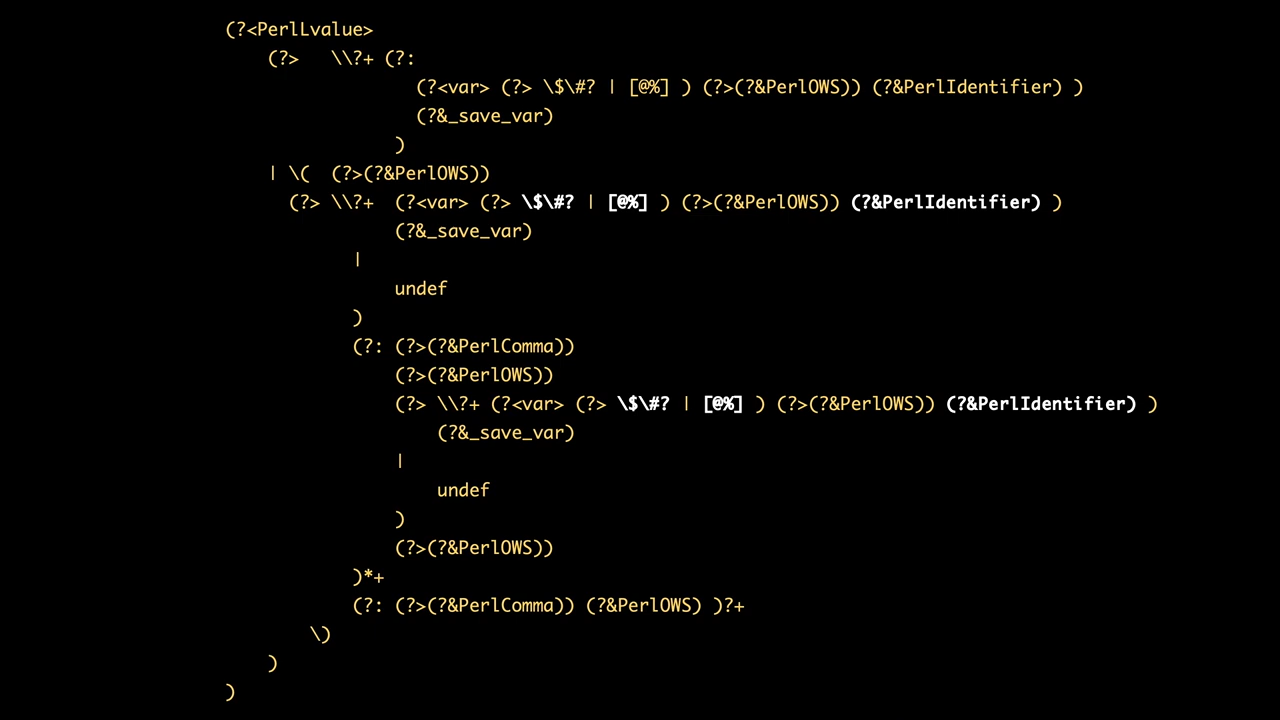 (?<PerlLvalue>
    (?>   \\?+ (?:
                  (?<var> (?> \$\#? | [@%] ) (?>(?&PerlOWS)) (?&PerlIdentifier) )
                  (?&_save_var)
                )
    | \(  (?>(?&PerlOWS))
      (?> \\?+  (?<var> (?> \$\#? | [@%] ) (?>(?&PerlOWS)) (?&PerlIdentifier) )
                (?&_save_var)
            |
                undef
            )
            (?: (?>(?&PerlComma))
                (?>(?&PerlOWS))
                (?> \\?+ (?<var> (?> \$\#? | [@%] ) (?>(?&PerlOWS)) (?&PerlIdentifier) )
                    (?&_save_var)
                |
                    undef
                )
                (?>(?&PerlOWS))
            )*+
            (?: (?>(?&PerlComma)) (?&PerlOWS) )?+
        \)
    )
)